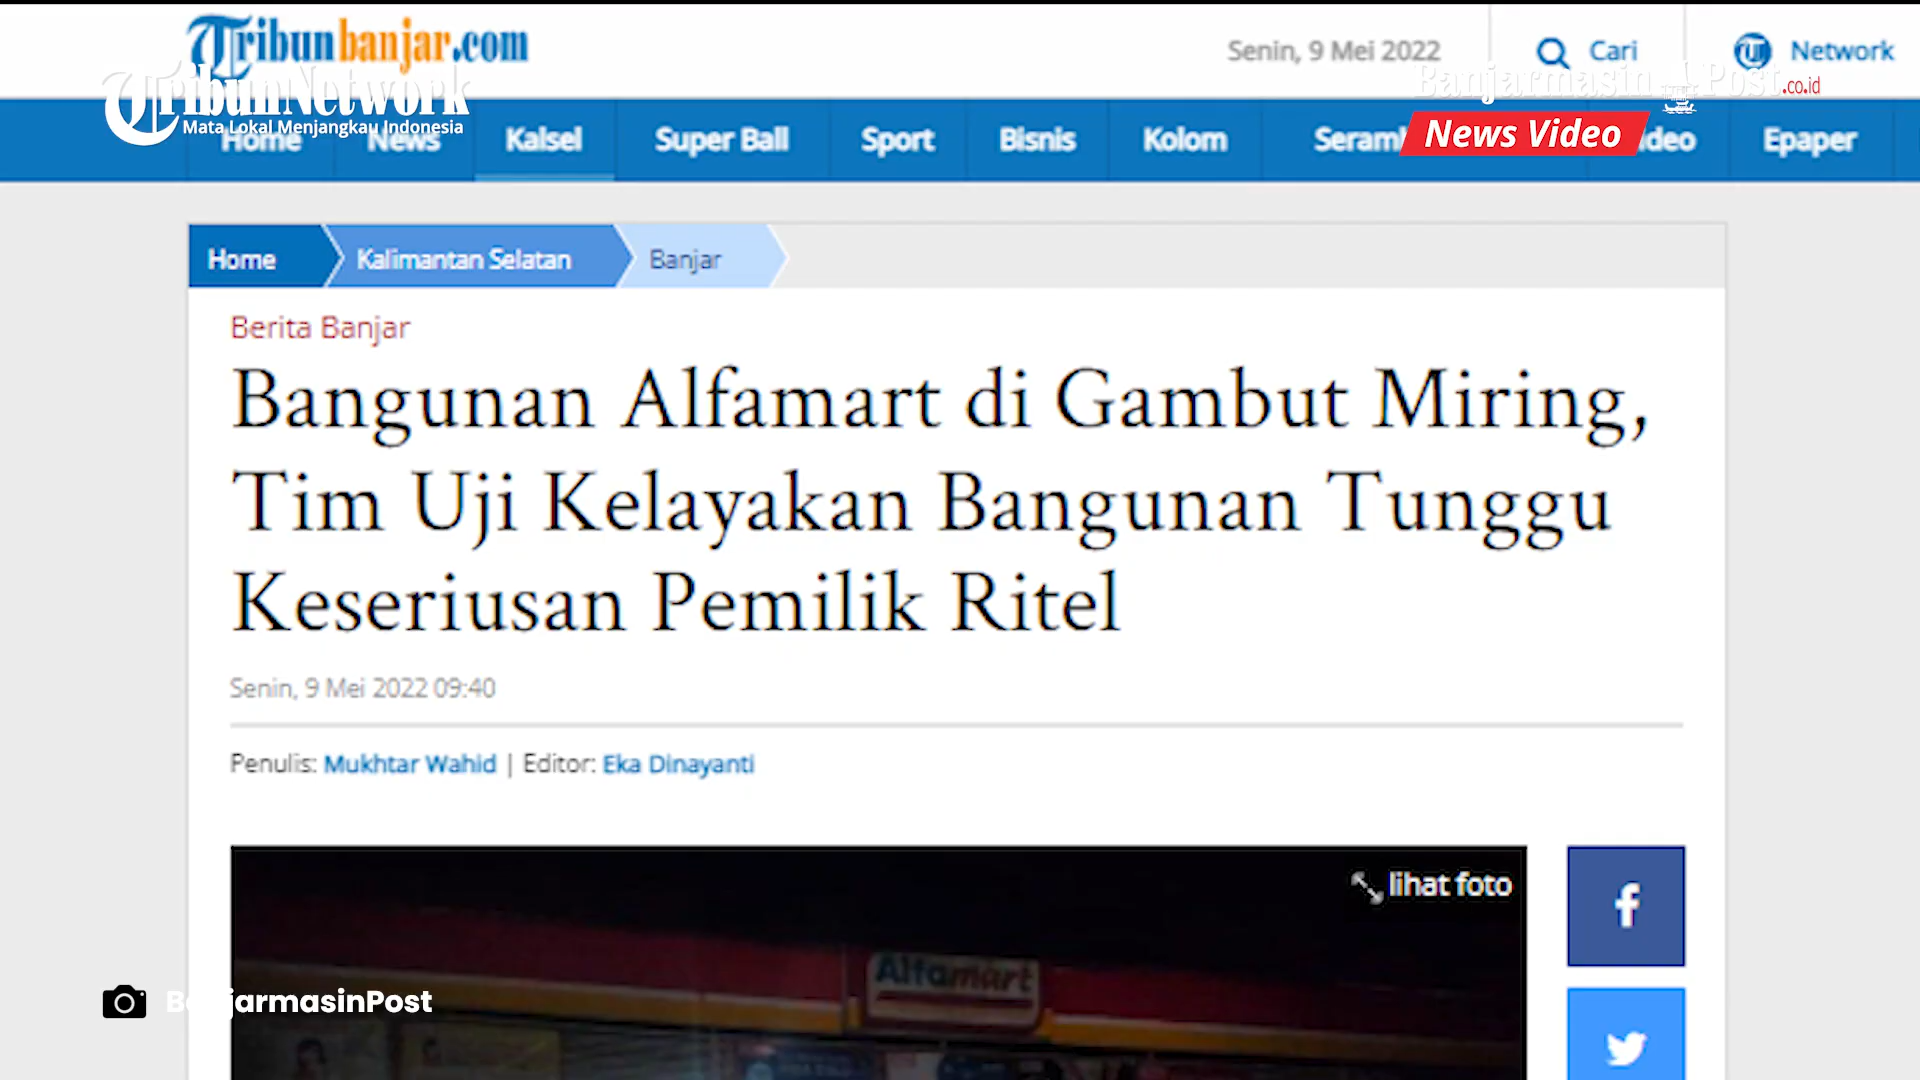 Tribunbanjar.com
Senin, 9 Mei 2022
Cari
Network
TribunNetwork
Mata Lokal Menjangkau Indonesia
Banjarmasin Post
.co.id
News Video
Home
News
Kalsel
Super Ball
Sport
Bisnis
Kolom
Epaper
Home
Kalimantan Selatan
Banjar
Berita Banjar
Bangunan Alfamart di Gambut Miring,
Tim Uji Kelayakan Bangunan Tunggu
Keseriusan Pemilik Ritel
Senin, 9 Mei 2022 09:40
Penulis: Mukhtar Wahid | Editor: Eka Dinayanti
lihat foto
Alfamart
BanjarmasinPost